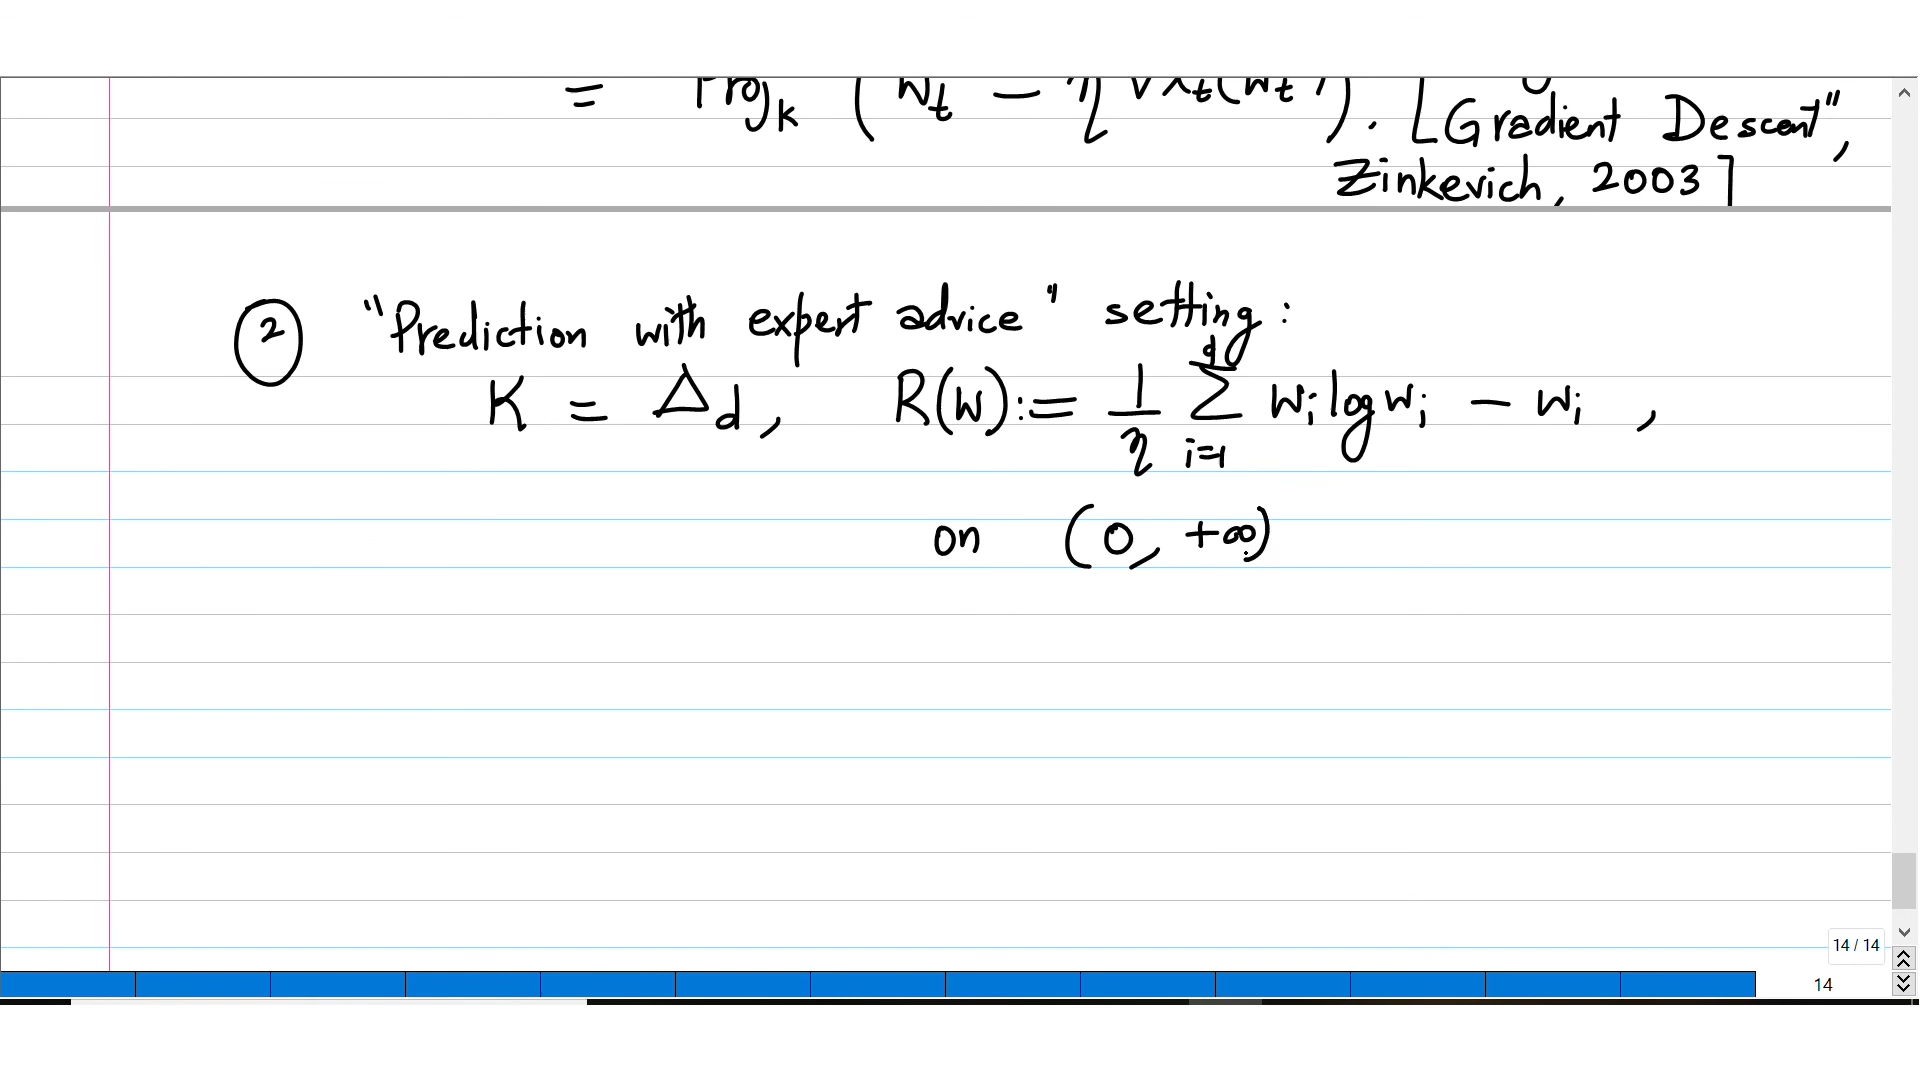 = Proj_K (w_t - η ∇l_t(w_t)). [
Gradient Descent",
Zinkevich, 2003]
② "Prediction with expert advice" setting:
K = Δ_d, R(w) := 1/η Σ_{i=1}^{d} w_i log w_i - w_i ,
on (0, +∞)
14 / 14
14